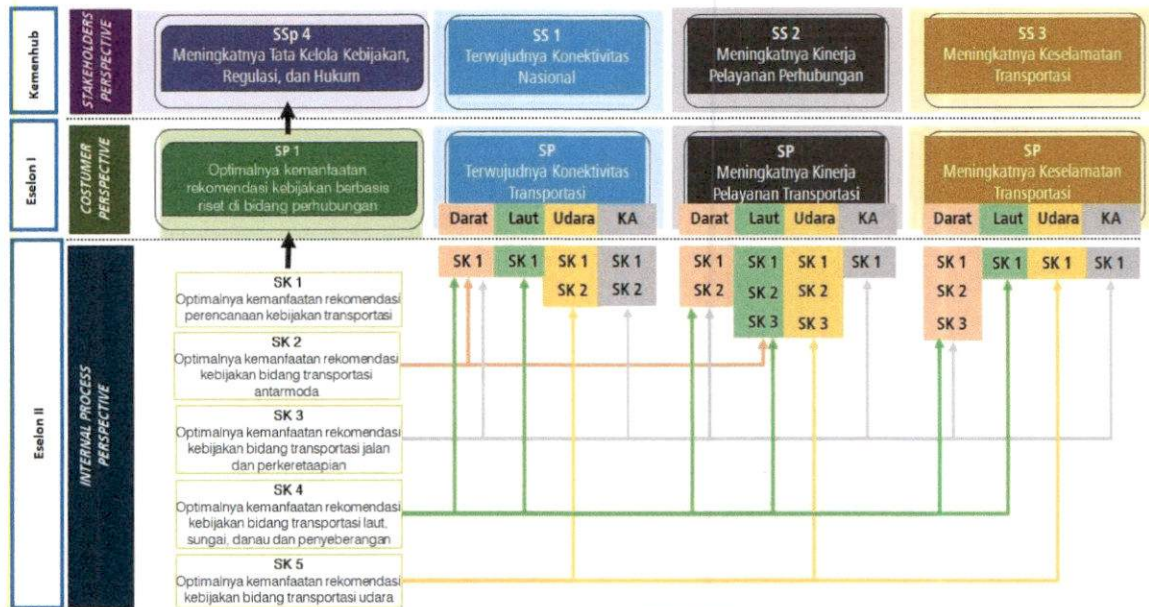 Kemenhub
STAKEHOLDERS
PERSPECTIVE
SSp 4
Meningkatnya Tata Kelola Kebijakan,
Regulasi, dan Hukum
SS 1
Terwujudnya Konektivitas
Nasional
SS 2
Meningkatnya Kinerja
Pelayanan Perhubungan
SS 3
Meningkatnya Keselamatan
Transportasi
Eselon I
COSTUMER
PERSPECTIVE
SP 1
Optimalnya kemanfaatan
rekomendasi kebijakan berbasis
riset di bidang perhubungan
SP
Terwujudnya Konektivitas
Transportasi
SP
Meningkatnya Kinerja
Pelayanan Transportasi
SP
Meningkatnya Keselamatan
Transportasi
Darat Laut Udara KA
Darat Laut Udara KA
Darat Laut Udara KA
Eselon II
INTERNAL PROCESS
PERSPECTIVE
SK 1 SK 1 SK 1 SK 1
SK 2 SK 2
SK 1 SK 1 SK 1 SK 1
SK 2 SK 2 SK 2
SK 3 SK 3
SK 1 SK 1 SK 1 SK 1
SK 2
SK 3
SK 1
Optimalnya kemanfaatan rekomendasi
perencanaan kebijakan transportasi
SK 2
Optimalnya kemanfaatan rekomendasi
kebijakan bidang transportasi
antarmoda
SK 3
Optimalnya kemanfaatan rekomendasi
kebijakan bidang transportasi jalan
dan perkeretaapian
SK 4
Optimalnya kemanfaatan rekomendasi
kebijakan bidang transportasi laut,
sungai, danau dan penyeberangan
SK 5
Optimalnya kemanfaatan rekomendasi
kebijakan bidang transportasi udara